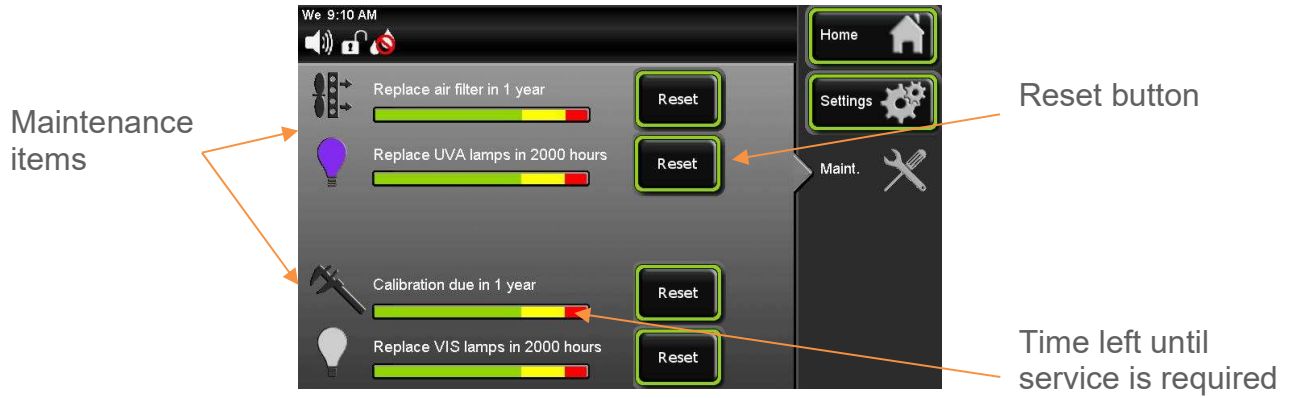 We 9:10 AM
Home
Replace air filter in 1 year
Reset
Settings
Reset button
Maintenance
items
Replace UVA lamps in 2000 hours
Reset
Maint.
Calibration due in 1 year
Reset
Replace VIS lamps in 2000 hours
Reset
Time left until
service is required